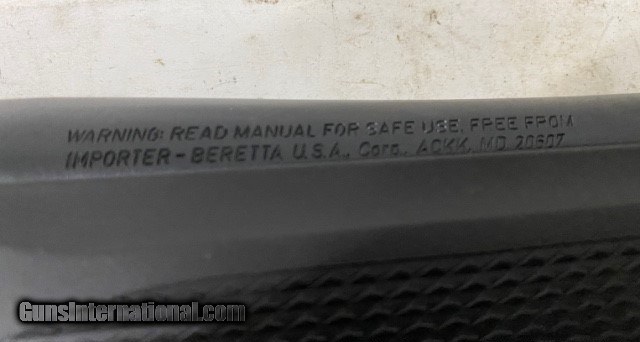 WARNING: READ MANUAL FOR SAFE USE, FREE FROM
IMPORTER - BERETTA U.S.A., Corp., ACKK, MD 20607
GunsInternational.com